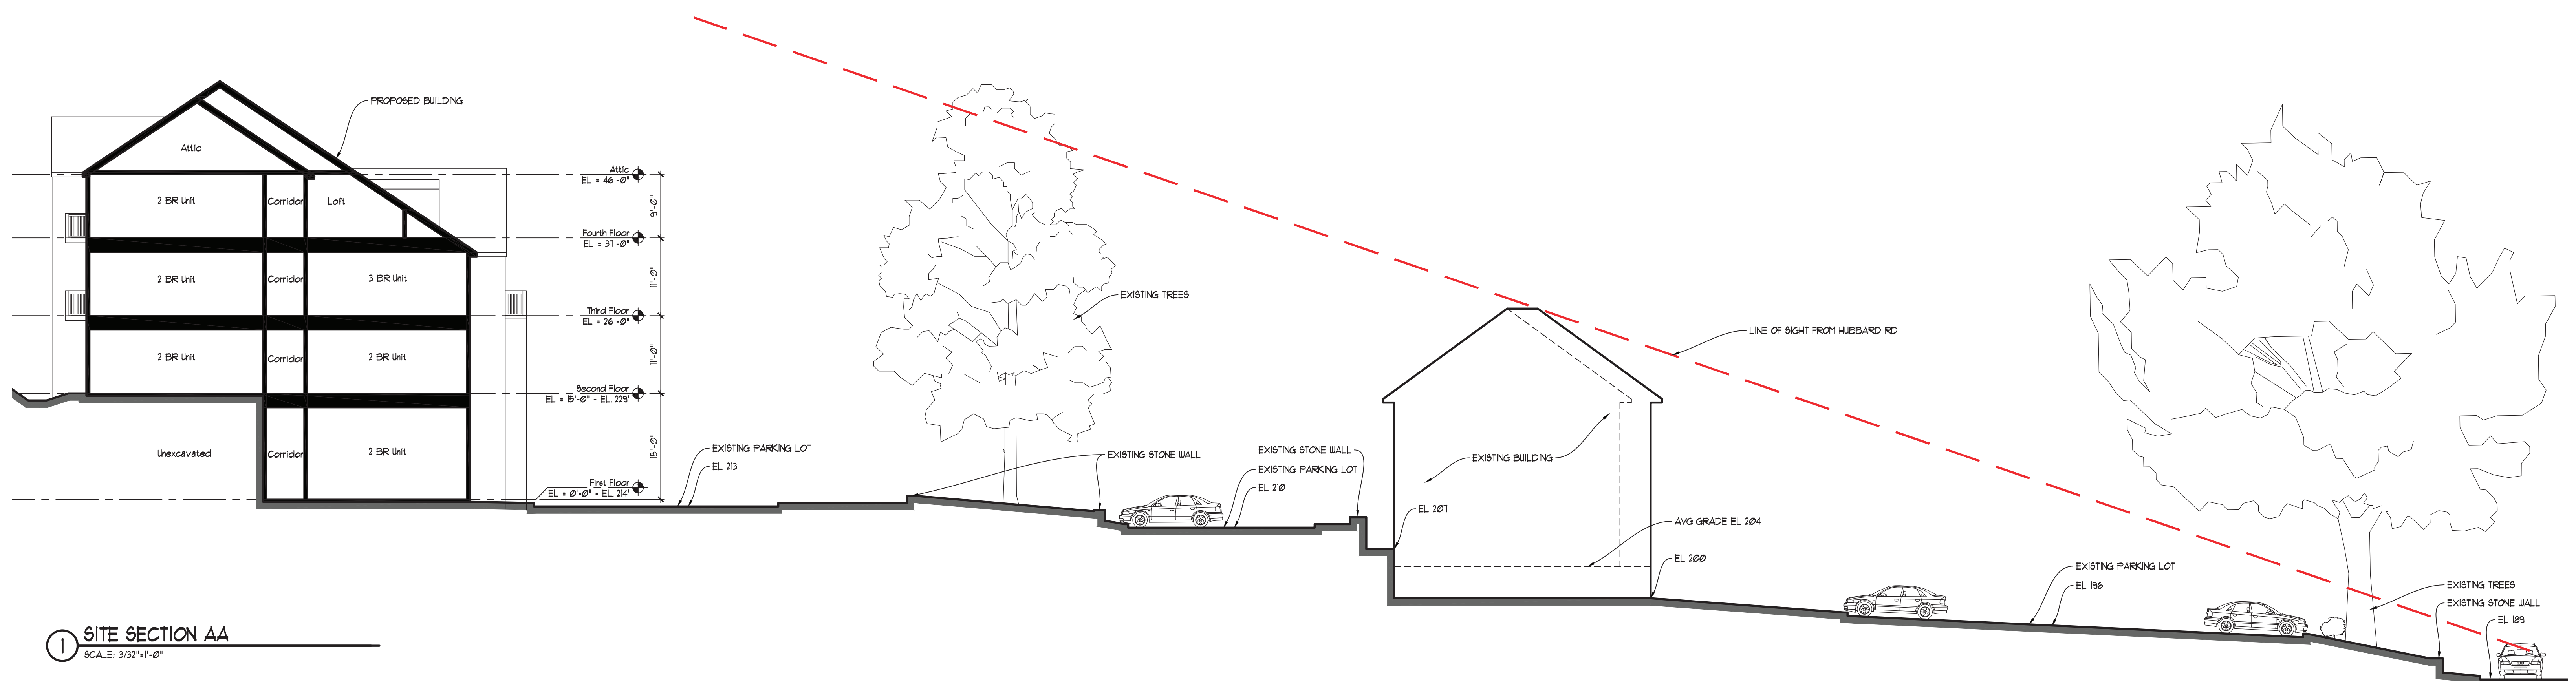 PROPOSED BUILDING
Attic
Attic
EL = 46'-0"
2 BR Unit
Corridor
Loft
9'-0"
Fourth Floor
EL = 37'-0"
2 BR Unit
Corridor
3 BR Unit
11'-0"
Third Floor
EL = 26'-0"
2 BR Unit
Corridor
2 BR Unit
11'-0"
Second Floor
EL = 15'-0" - EL. 229'
Unexcavated
Corridor
2 BR Unit
15'-0"
First Floor
EL = 0'-0" - EL. 214'
EXISTING PARKING LOT
EL 213
EXISTING TREES
EXISTING STONE WALL
EXISTING STONE WALL
EXISTING PARKING LOT
EL 210
EXISTING BUILDING
EL 207
LINE OF SIGHT FROM HUBBARD RD
AVG GRADE EL 204
EL 200
EXISTING PARKING LOT
EL 196
EXISTING TREES
EXISTING STONE WALL
EL 189
1
SITE SECTION AA
SCALE: 3/32"=1'-0"